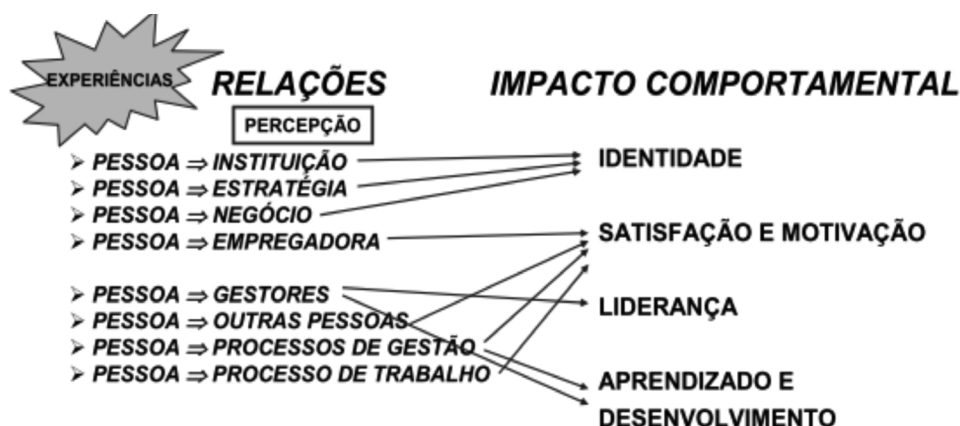 EXPERIÊNCIAS
RELAÇÕES
IMPACTO COMPORTAMENTAL
PERCEPÇÃO
➢ PESSOA ⇒ INSTITUIÇÃO
➢ PESSOA ⇒ ESTRATÉGIA
➢ PESSOA ⇒ NEGÓCIO
➢ PESSOA ⇒ EMPREGADORA
➢ PESSOA ⇒ GESTORES
➢ PESSOA ⇒ OUTRAS PESSOAS
➢ PESSOA ⇒ PROCESSOS DE GESTÃO
➢ PESSOA ⇒ PROCESSO DE TRABALHO
IDENTIDADE
SATISFAÇÃO E MOTIVAÇÃO
LIDERANÇA
APRENDIZADO E
DESENVOLVIMENTO